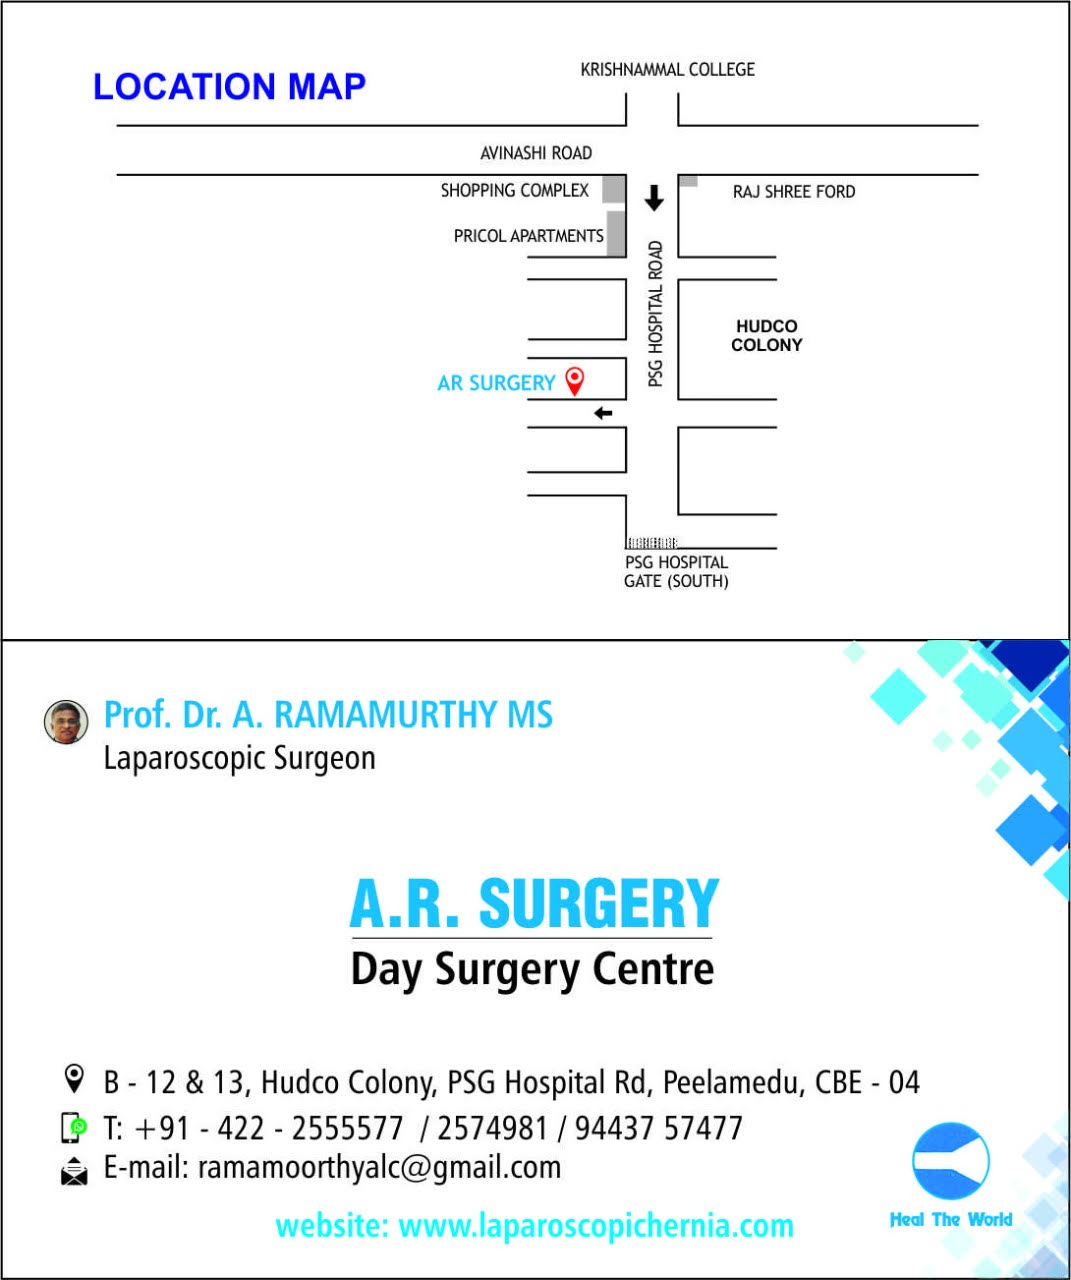 LOCATION MAP
KRISHNAMMAL COLLEGE
AVINASHI ROAD
SHOPPING COMPLEX
RAJ SHREE FORD
PRICOL APARTMENTS
PSG HOSPITAL ROAD
HUDCO
COLONY
AR SURGERY
PSG HOSPITAL
GATE (SOUTH)
Prof. Dr. A. RAMAMURTHY MS
Laparoscopic Surgeon
A.R. SURGERY
Day Surgery Centre
B - 12 & 13, Hudco Colony, PSG Hospital Rd, Peelamedu, CBE - 04
T: +91 - 422 - 2555577 / 2574981 / 94437 57477
E-mail: ramamoorthyalc@gmail.com
Heal The World
website: www.laparoscopichernia.com